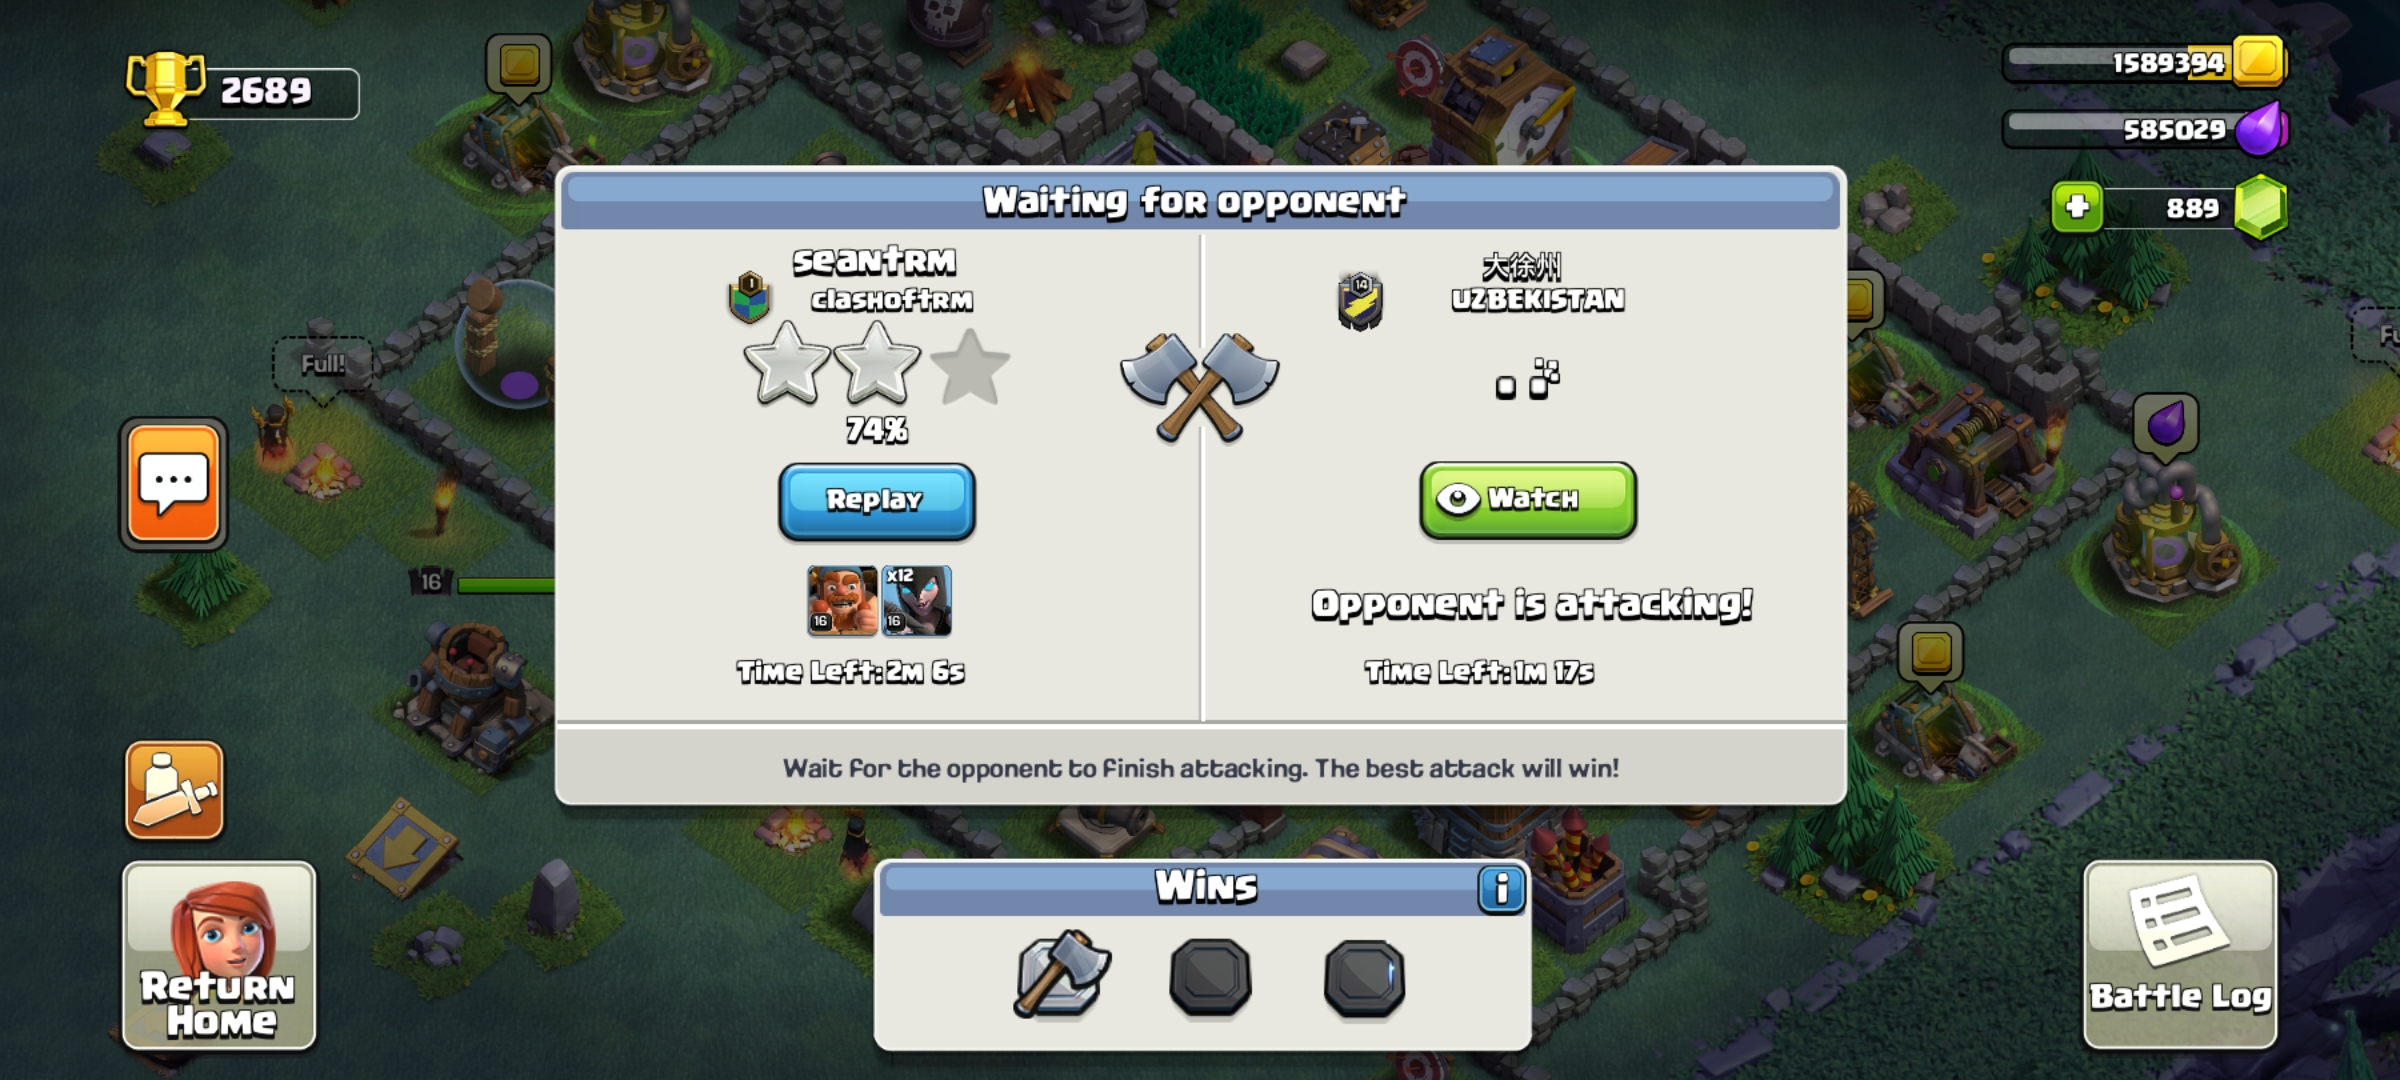 2689
1589394
585029
889
Full!
16
Waiting for opponent
seantrm
clashoftrm
1
74%
Replay
16
x12
16
Time Left:2m 6s
大徐州
UZBEKISTAN
14
Watch
Opponent is attacking!
Time Left:1m 17s
Wait for the opponent to finish attacking. The best attack will win!
Wins
i
Return
Home
Battle Log